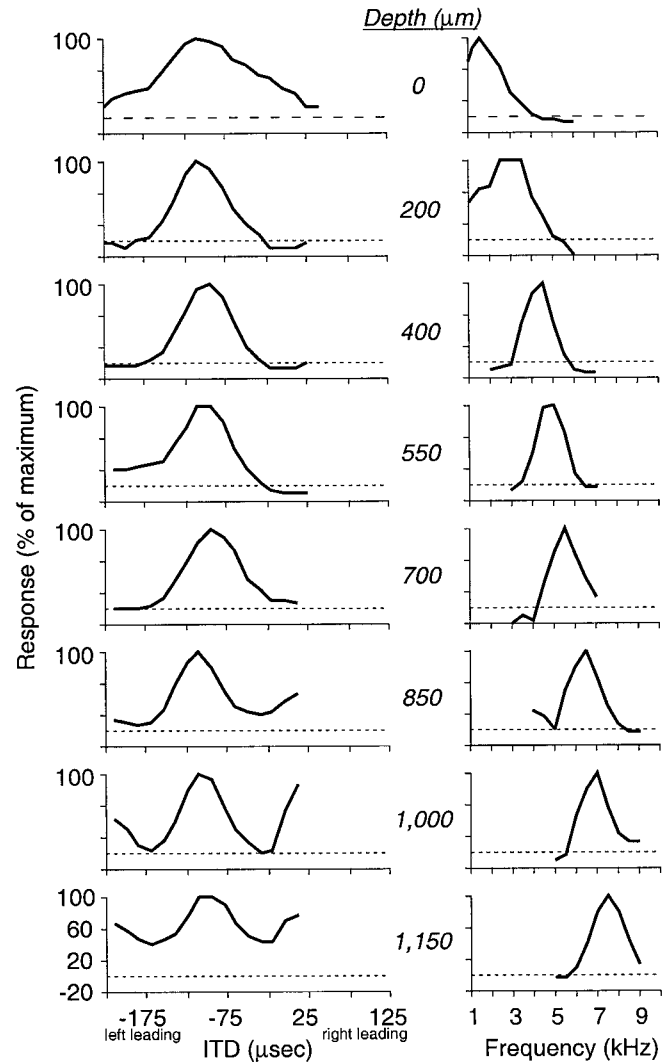 Depth (μm)
100
0
100
200
100
400
100
550
100
700
100
850
100
1,000
100
1,150
60
20
-20
Response (% of maximum)
-175 -75 25 125
left leading right leading
ITD (μsec)
1 3 5 7 9
Frequency (kHz)